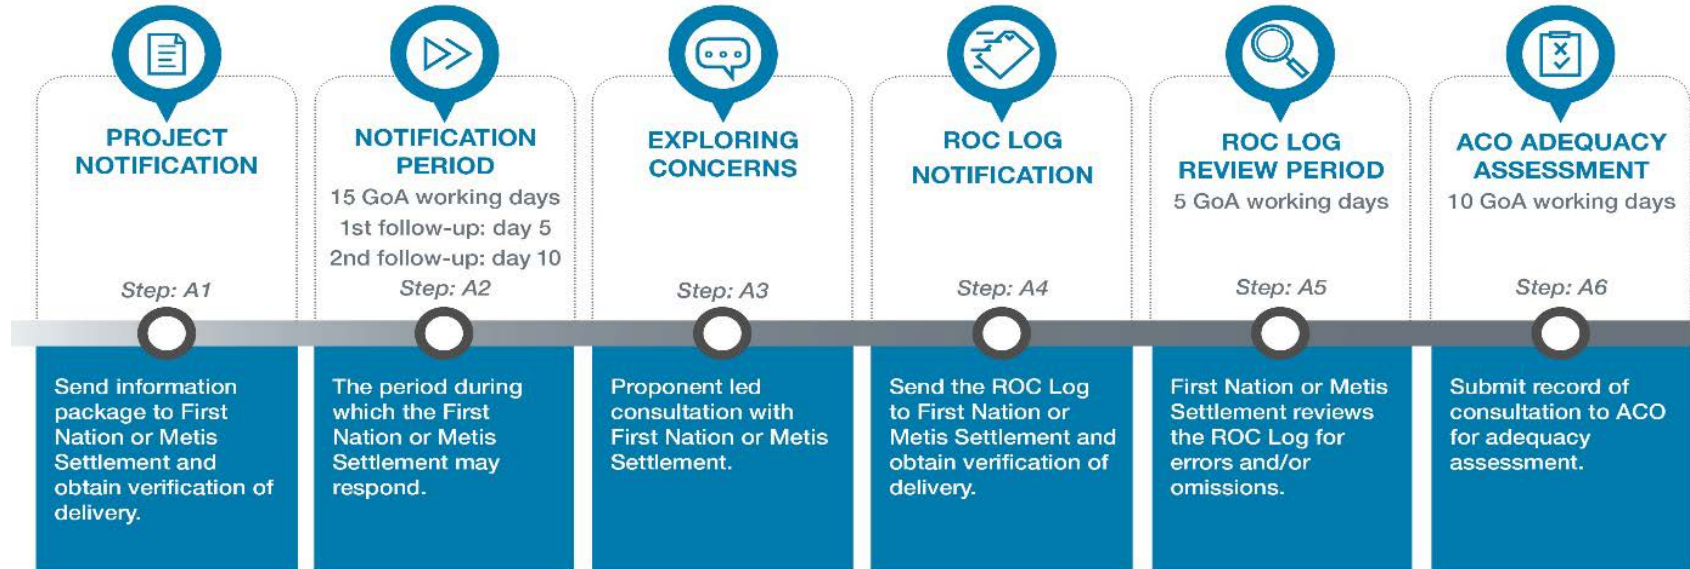 PROJECT
NOTIFICATION
Step: A1
Send information
package to First
Nation or Metis
Settlement and
obtain verification of
delivery.
NOTIFICATION
PERIOD
15 GoA working days
1st follow-up: day 5
2nd follow-up: day 10
Step: A2
The period during
which the First
Nation or Metis
Settlement may
respond.
EXPLORING
CONCERNS
Step: A3
Proponent led
consultation with
First Nation or Metis
Settlement.
ROC LOG
NOTIFICATION
Step: A4
Send the ROC Log
to First Nation or
Metis Settlement and
obtain verification of
delivery.
ROC LOG
REVIEW PERIOD
5 GoA working days
Step: A5
First Nation or Metis
Settlement reviews
the ROC Log for
errors and/or
omissions.
ACO ADEQUACY
ASSESSMENT
10 GoA working days
Step: A6
Submit record of
consultation to ACO
for adequacy
assessment.